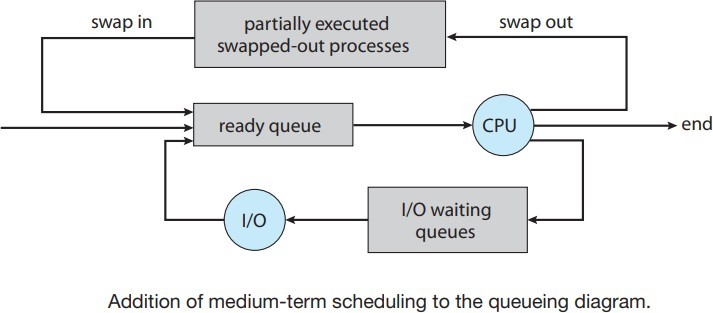 swap in
partially executed
swapped-out processes
swap out
ready queue
CPU
end
I/O
I/O waiting
queues
Addition of medium-term scheduling to the queueing diagram.